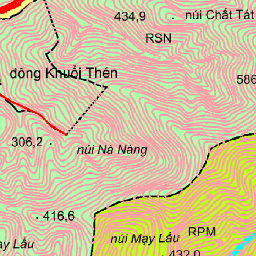 434,9
núi Chất Tát
RSN
đông Khuổi Thén
586
306,2
núi Nà Nàng
416,6
RPM
ạy Lầu
núi Mạy Lầu
432,0